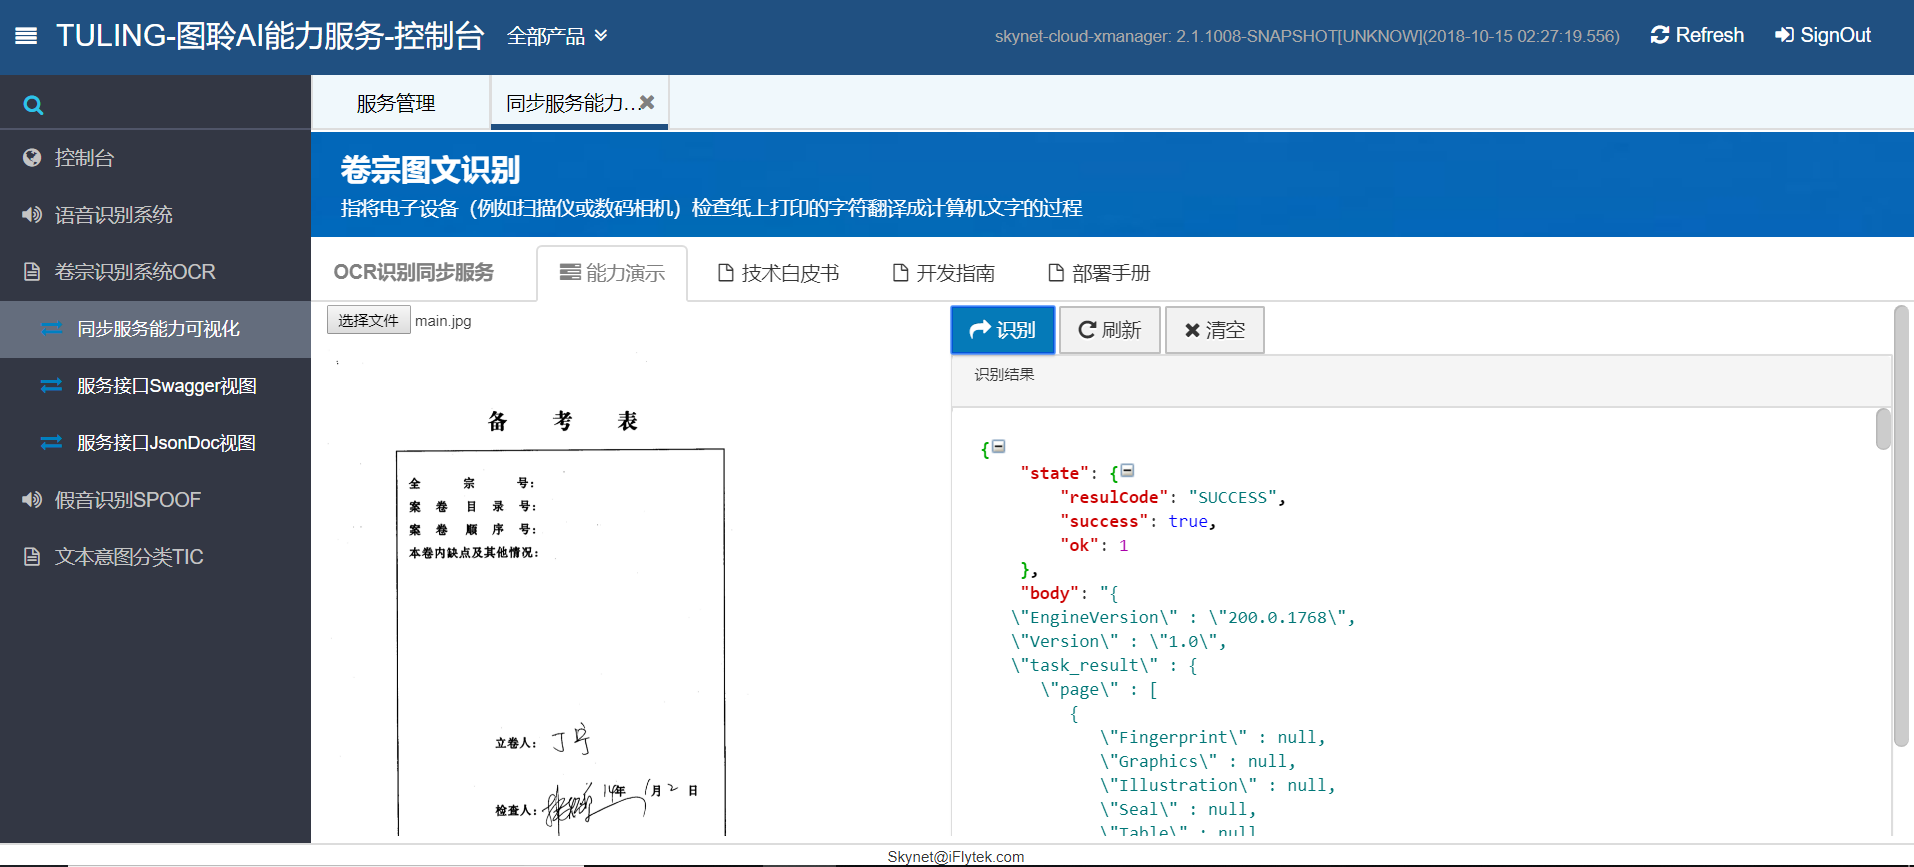 TULING-图聆AI能力服务-控制台 全部产品
skynet-cloud-xmanager: 2.1.1008-SNAPSHOT[UNKNOW](2018-10-15 02:27:19.556) Refresh SignOut
控制台
语音识别系统
卷宗识别系统OCR
同步服务能力可视化
服务接口Swagger视图
服务接口JsonDoc视图
假音识别SPOOF
文本意图分类TIC
服务管理 同步服务能力...
卷宗图文识别
指将电子设备（例如扫描仪或数码相机）检查纸上打印的字符翻译成计算机文字的过程
OCR识别同步服务 能力演示 技术白皮书 开发指南 部署手册
选择文件 main.jpg
备 考 表
全 宗 号：
案 卷 目 录 号：
案 卷 顺 序 号：
本卷内缺点及其他情况：
立卷人： 丁宁
检查人： 14年 1月 2 日
识别 刷新 清空
识别结果
{
"state": {
"resulCode": "SUCCESS",
"success": true,
"ok": 1
},
"body": "{
\"EngineVersion\" : \"200.0.1768\",
\"Version\" : \"1.0\",
\"task_result\" : {
\"page\" : [
{
\"Fingerprint\" : null,
\"Graphics\" : null,
\"Illustration\" : null,
\"Seal\" : null,
\"Table\" : null
Skynet@iFlytek.com